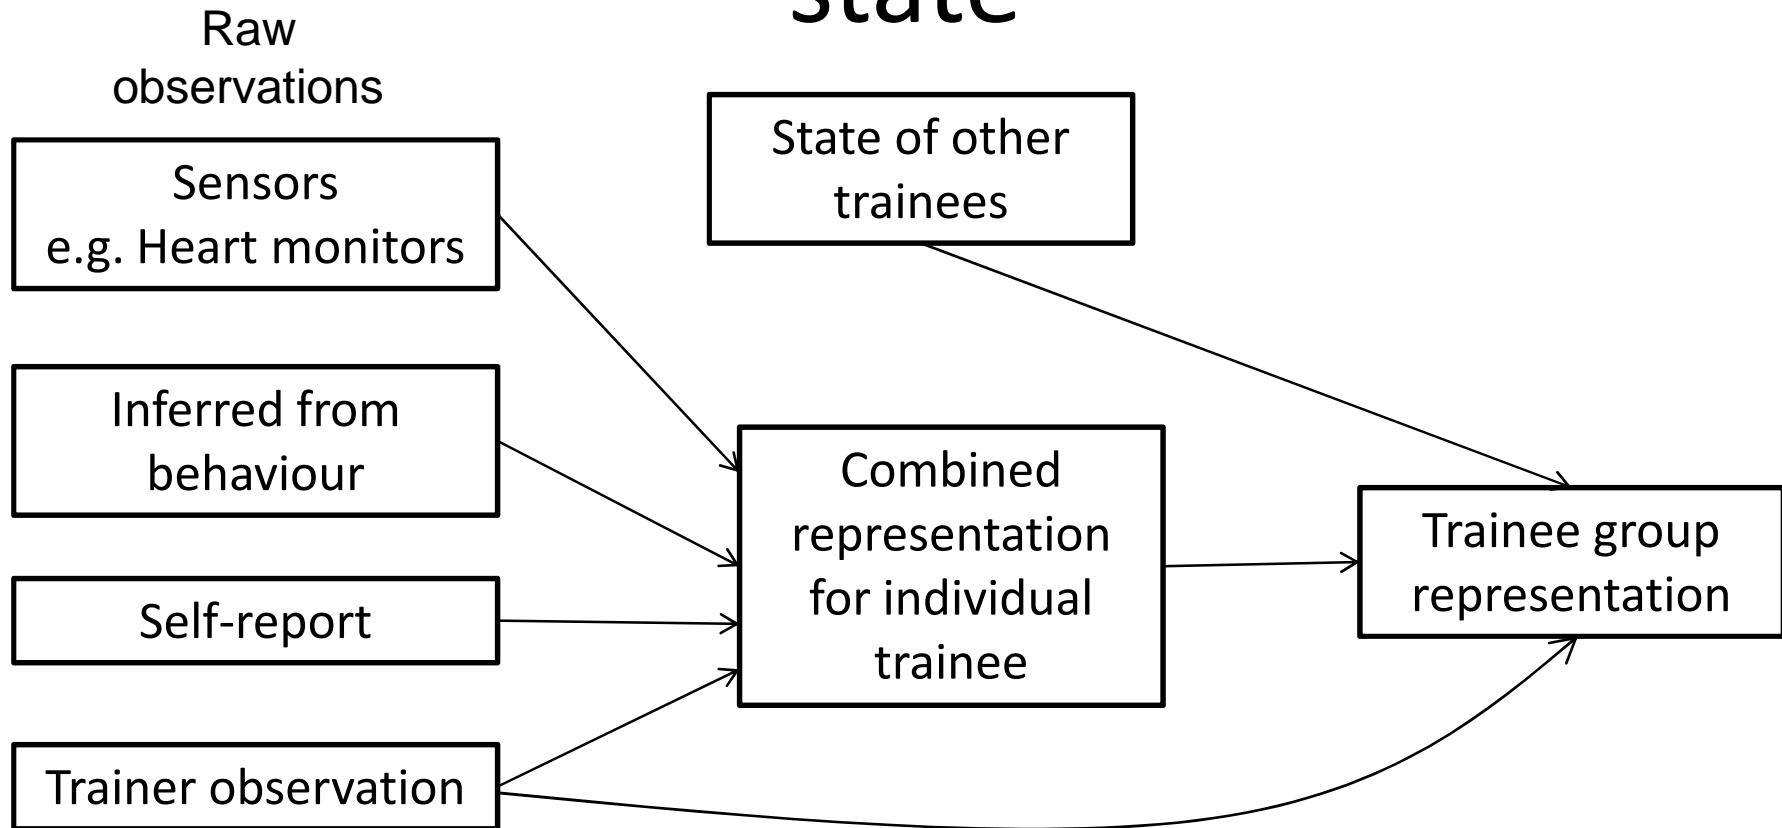 state
Raw
observations
Sensors
e.g. Heart monitors
State of other
trainees
Inferred from
behaviour
Combined
representation
for individual
trainee
Trainee group
representation
Self-report
Trainer observation